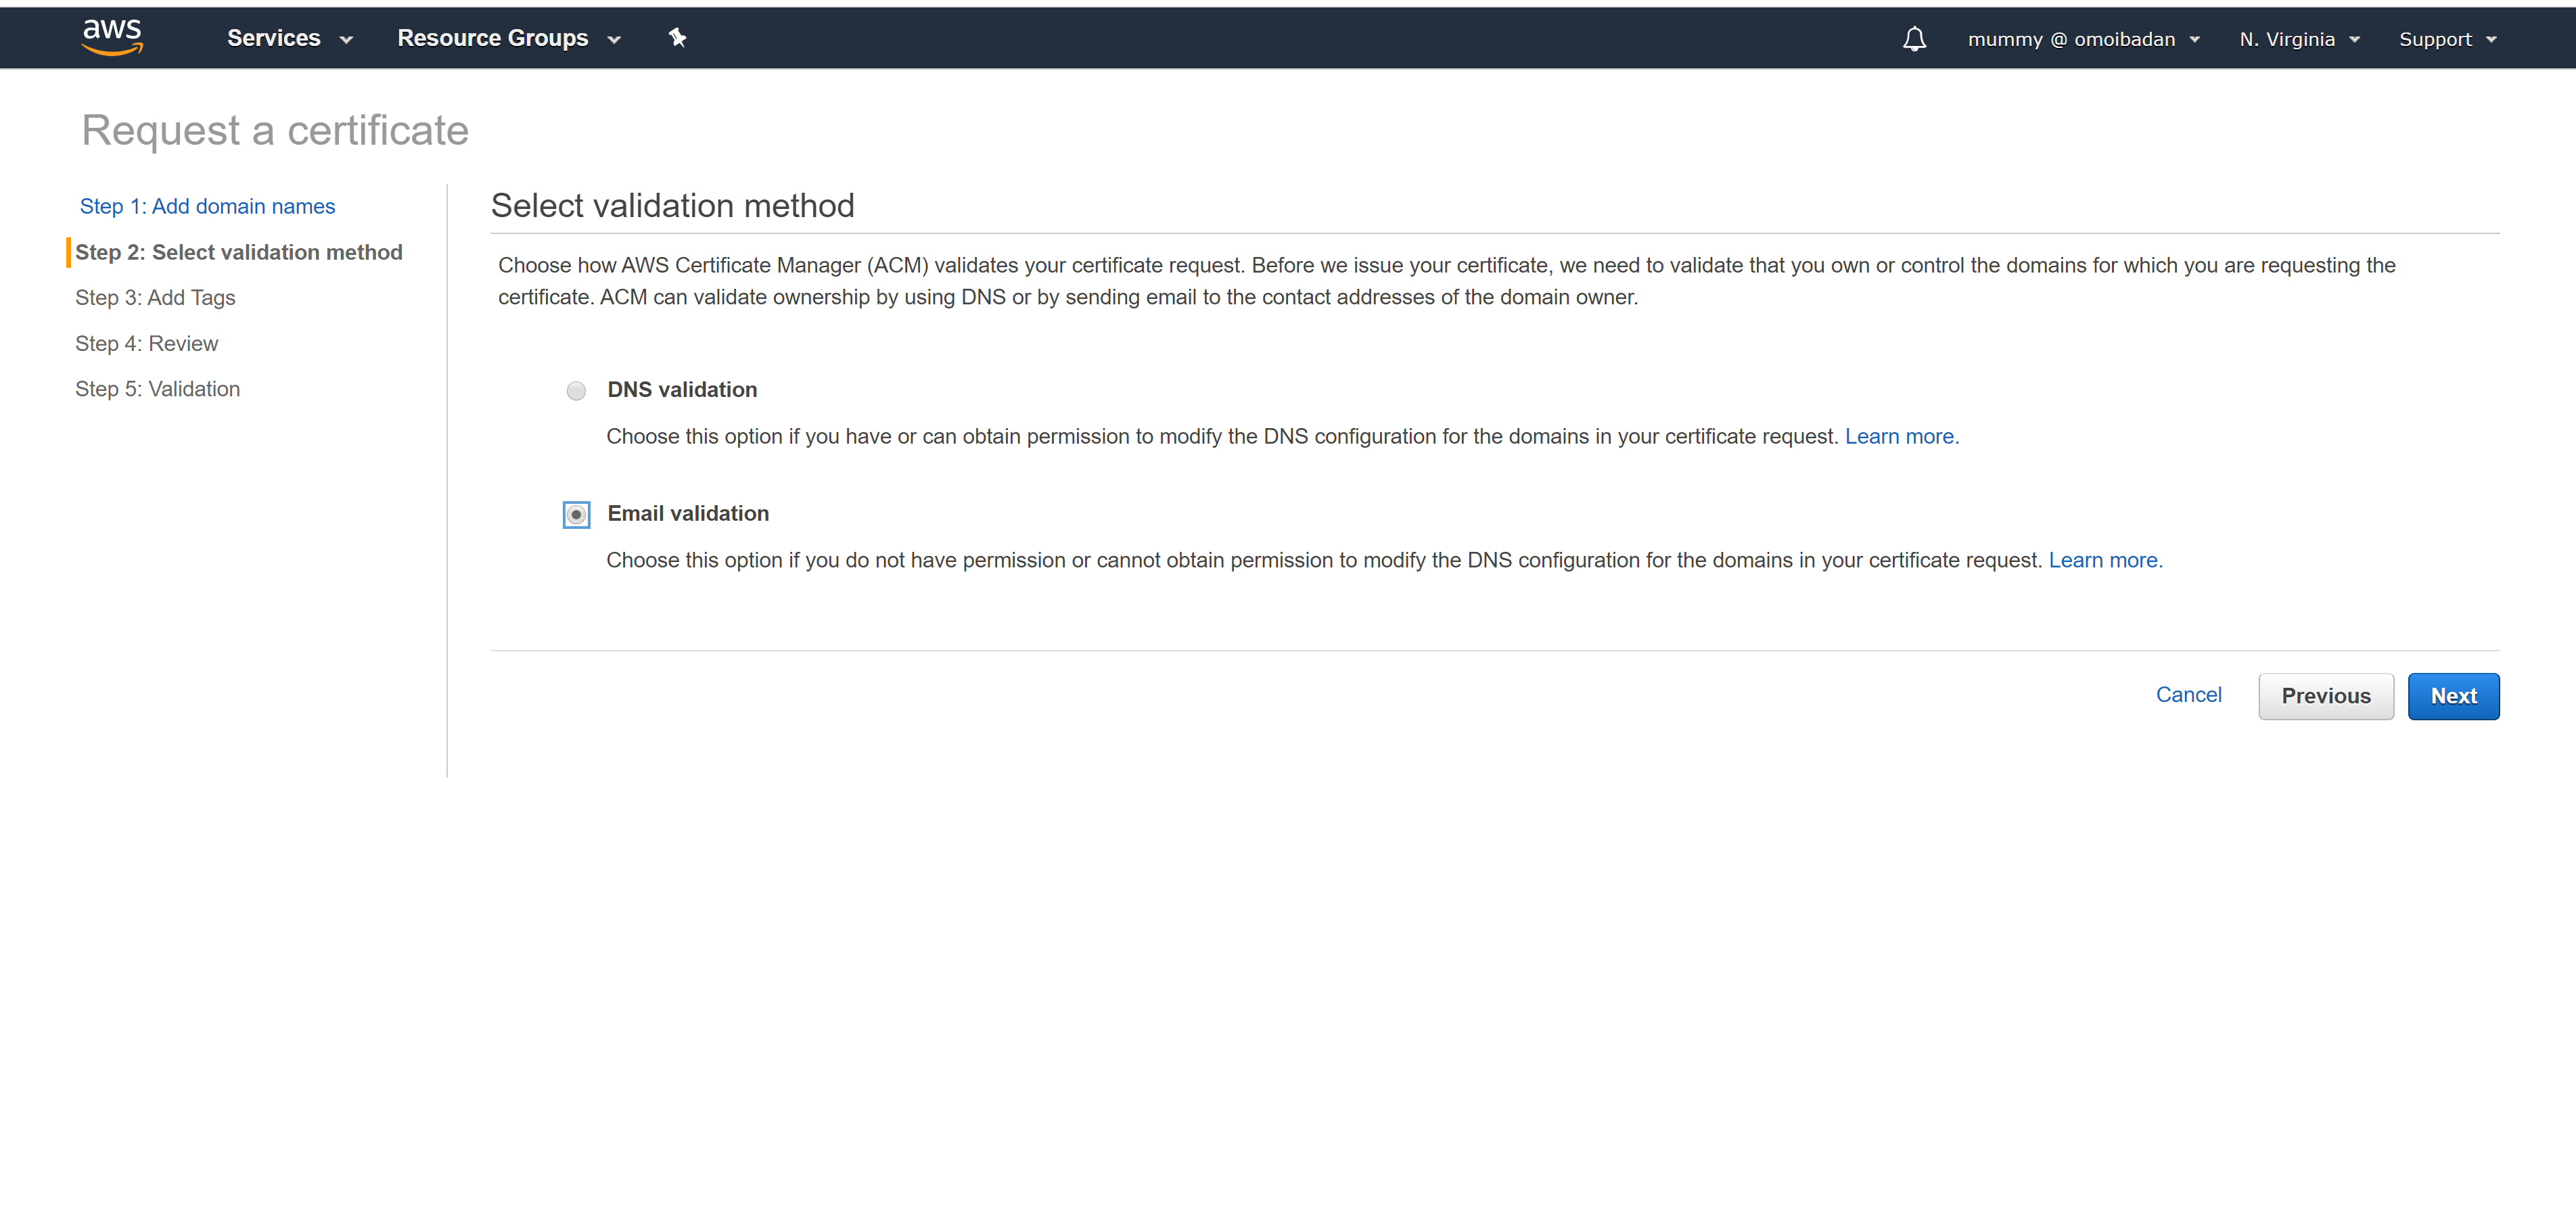 aws Services Resource Groups mummy @ omoibadan N. Virginia Support
Request a certificate
Step 1: Add domain names
Step 2: Select validation method
Step 3: Add Tags
Step 4: Review
Step 5: Validation
Select validation method
Choose how AWS Certificate Manager (ACM) validates your certificate request. Before we issue your certificate, we need to validate that you own or control the domains for which you are requesting the
certificate. ACM can validate ownership by using DNS or by sending email to the contact addresses of the domain owner.
DNS validation
Choose this option if you have or can obtain permission to modify the DNS configuration for the domains in your certificate request. Learn more.
Email validation
Choose this option if you do not have permission or cannot obtain permission to modify the DNS configuration for the domains in your certificate request. Learn more.
Cancel Previous Next